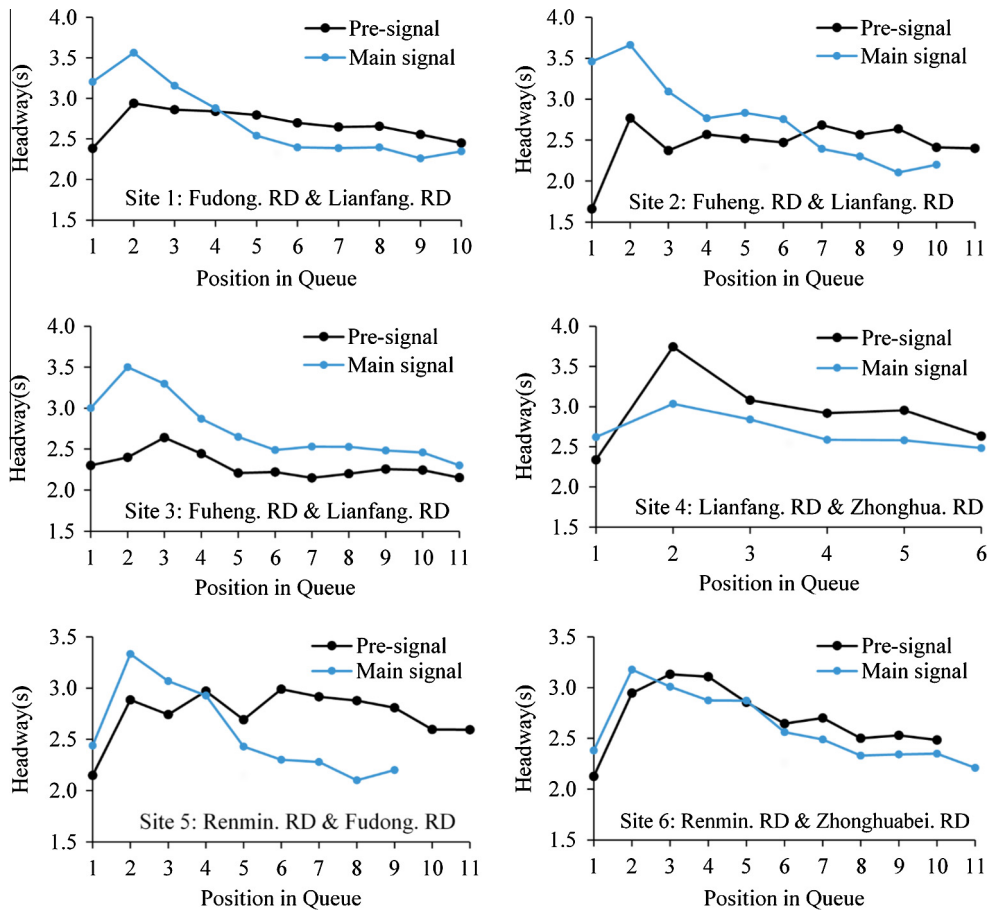 4.0
3.5
3.0
2.5
2.0
1.5
Headway(s)
Pre-signal
Main signal
Site 1: Fudong. RD & Lianfang. RD
1 2 3 4 5 6 7 8 9 10
Position in Queue
4.0
3.5
3.0
2.5
2.0
1.5
Headway(s)
Pre-signal
Main signal
Site 2: Fuheng. RD & Lianfang. RD
1 2 3 4 5 6 7 8 9 10 11
Position in Queue
4.0
3.5
3.0
2.5
2.0
1.5
Headway(s)
Pre-signal
Main signal
Site 3: Fuheng. RD & Lianfang. RD
1 2 3 4 5 6 7 8 9 10 11
Position in Queue
4.0
3.5
3.0
2.5
2.0
1.5
Headway(s)
Pre-signal
Main signal
Site 4: Lianfang. RD & Zhonghua. RD
1 2 3 4 5 6
Position in Queue
3.5
3.0
2.5
2.0
1.5
Headway(s)
Pre-signal
Main signal
Site 5: Renmin. RD & Fudong. RD
1 2 3 4 5 6 7 8 9 10 11
Position in Queue
3.5
3.0
2.5
2.0
1.5
Headway(s)
Pre-signal
Main signal
Site 6: Renmin. RD & Zhonghuabei. RD
1 2 3 4 5 6 7 8 9 10 11
Position in Queue